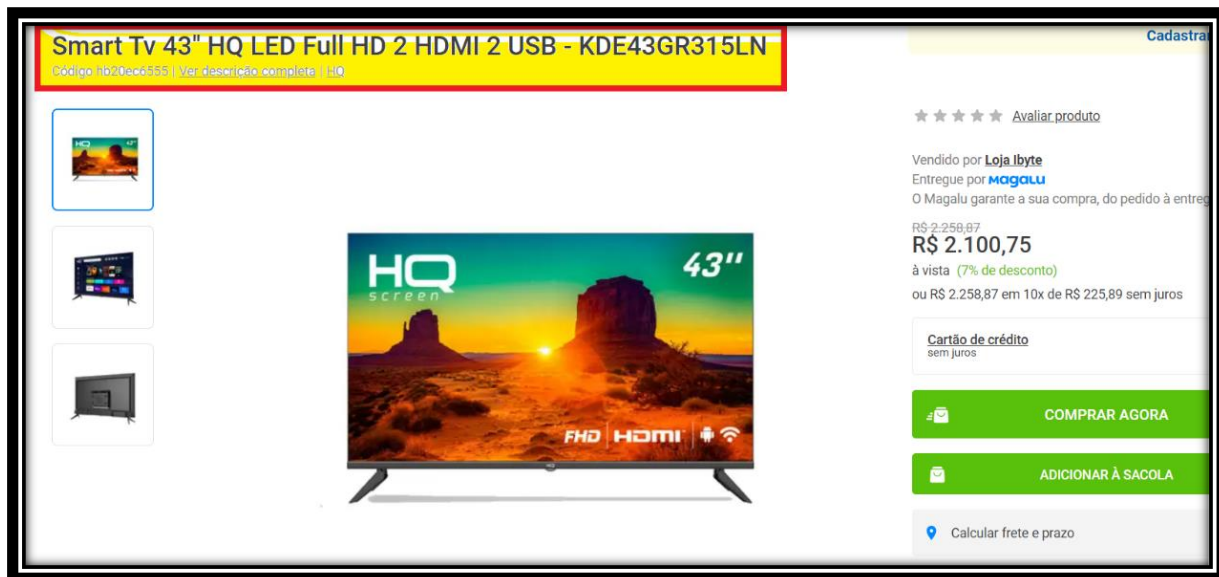 Smart Tv 43" HQ LED Full HD 2 HDMI 2 USB - KDE43GR315LN
Código hb20ec6555 | Ver descrição completa | HQ
Cadastrar
Avaliar produto
Vendido por Loja Ibyte
Entregue por Magalu
O Magalu garante a sua compra, do pedido à entreg
R$ 2.258,87
R$ 2.100,75
à vista (7% de desconto)
ou R$ 2.258,87 em 10x de R$ 225,89 sem juros
Cartão de crédito
sem juros
COMPRAR AGORA
ADICIONAR À SACOLA
Calcular frete e prazo
HQ
43"
HQ
screen
43"
FHD HDMI